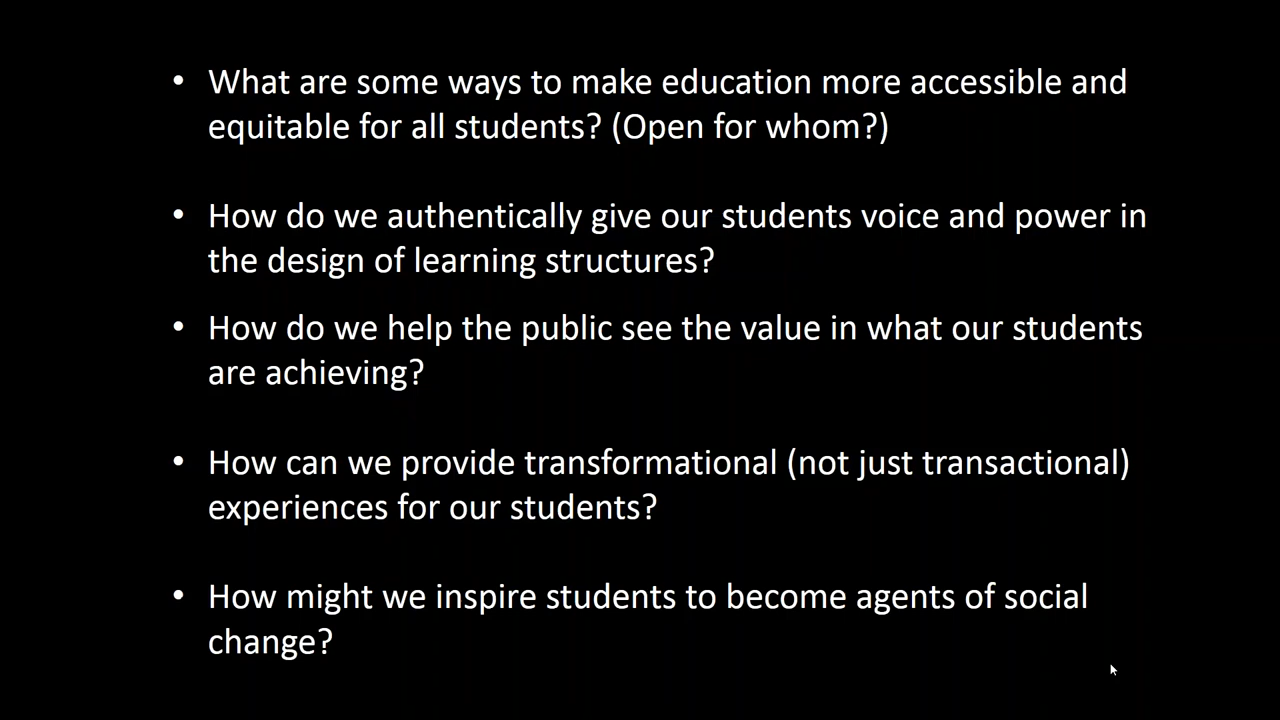 • What are some ways to make education more accessible and
equitable for all students? (Open for whom?)
• How do we authentically give our students voice and power in
the design of learning structures?
• How do we help the public see the value in what our students
are achieving?
• How can we provide transformational (not just transactional)
experiences for our students?
• How might we inspire students to become agents of social
change?